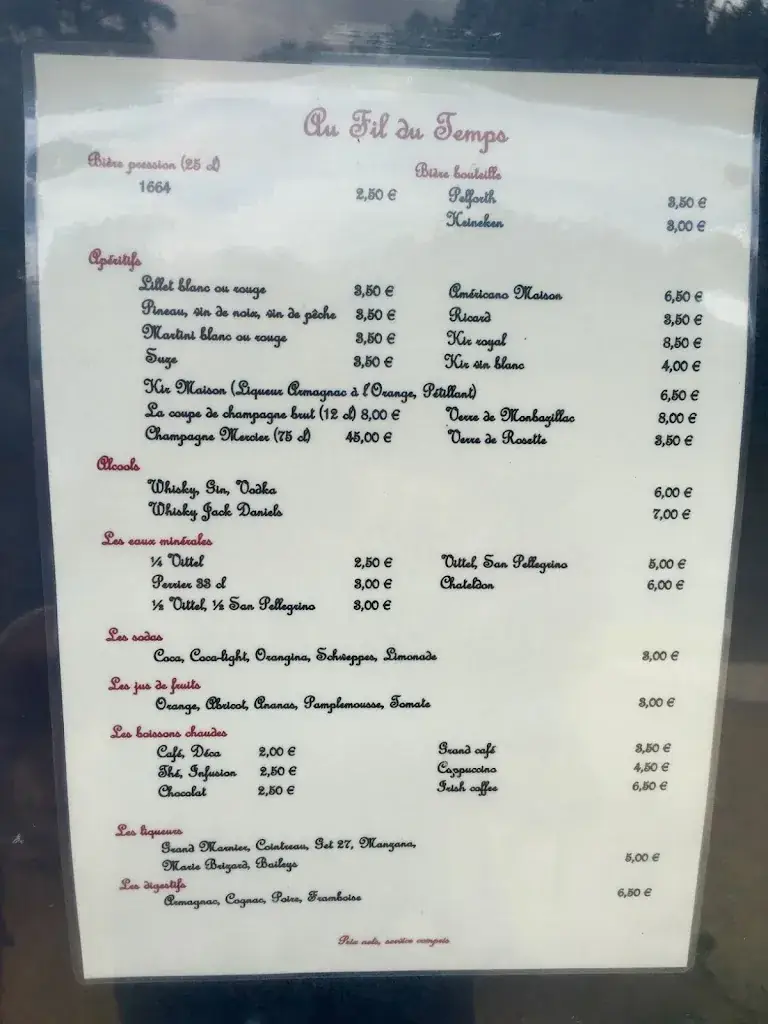 Au Fil du Temps
Bière pression (25 cl)
1664 2,50 €
Bière bouteille
Pelforth 3,50 €
Heineken 3,00 €
Apéritifs
Lillet blanc ou rouge 3,50 € Américano Maison 6,50 €
Pineau, vin de noix, vin de pêche 3,50 € Ricard 3,50 €
Martini blanc ou rouge 3,50 € Kir royal 8,50 €
Suze 3,50 € Kir vin blanc 4,00 €
Kir Maison (Liqueur Armagnac à l'Orange, Pétillant) 6,50 €
La coupe de champagne brut (12 cl) 8,00 € Verre de Monbazillac 8,00 €
Champagne Mercier (75 cl) 45,00 € Verre de Rosette 3,50 €
Alcools
Whisky, Gin, Vodka 6,00 €
Whisky Jack Daniels 7,00 €
Les eaux minérales
¼ Vittel 2,50 € Vittel, San Pellegrino 5,00 €
Perrier 33 cl 3,00 € Chateldon 6,00 €
½ Vittel, ½ San Pellegrino 3,00 €
Les sodas
Coca, Coca-light, Orangina, Schweppes, Limonade 3,00 €
Les jus de fruits
Orange, Abricot, Ananas, Pamplemousse, Tomate 3,00 €
Les boissons chaudes
Café, Déca 2,00 € Grand café 3,50 €
Thé, Infusion 2,50 € Cappuccino 4,50 €
Chocolat 2,50 € Irish coffee 6,50 €
Les liqueurs
Grand Marnier, Cointreau, Get 27, Manzana,
Marie Brizard, Baileys 5,00 €
Les digestifs
Armagnac, Cognac, Poire, Framboise 6,50 €
Prix nets, service compris